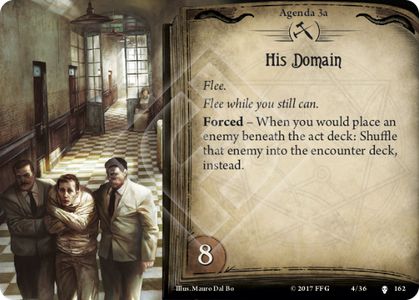 Agenda 3a
His Domain
Flee.
Flee while you still can.
Forced – When you would place an
enemy beneath the act deck: Shuffle
that enemy into the encounter deck,
instead.
8
Illus. Mauro Dal Bo
© 2017 FFG
4/36
162